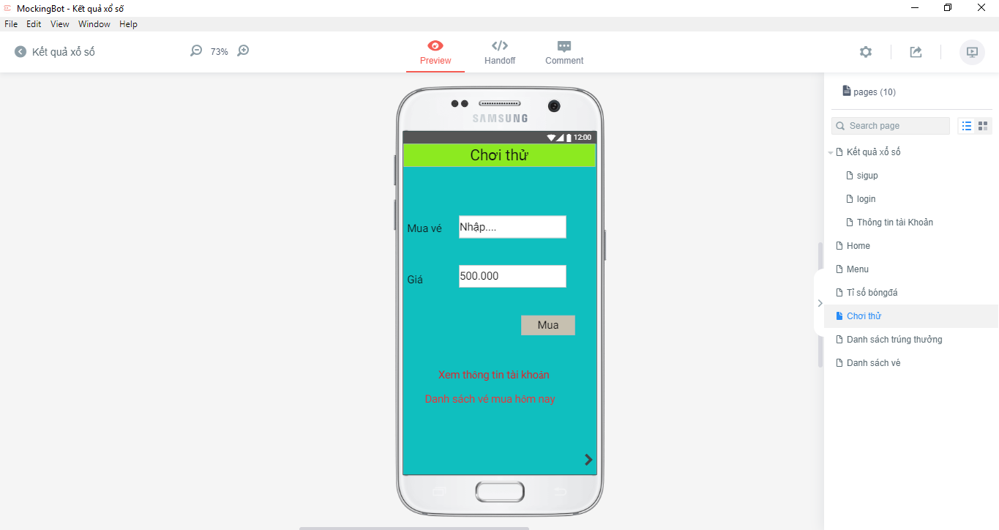 MockingBot - Kết quả xổ số
File Edit View Window Help
Kết quả xổ số
73%
Preview
Handoff
Comment
pages (10)
Search page
Kết quả xổ số
sigup
login
Thông tin tài Khoản
Home
Menu
Tỉ số bóngđá
Chơi thử
Danh sách trúng thưởng
Danh sách vé
SAMSUNG
12:00
Chơi thử
Mua vé
Nhập....
Giá
500.000
Mua
Xem thông tin tài khoản
Danh sách vé mua hôm nay